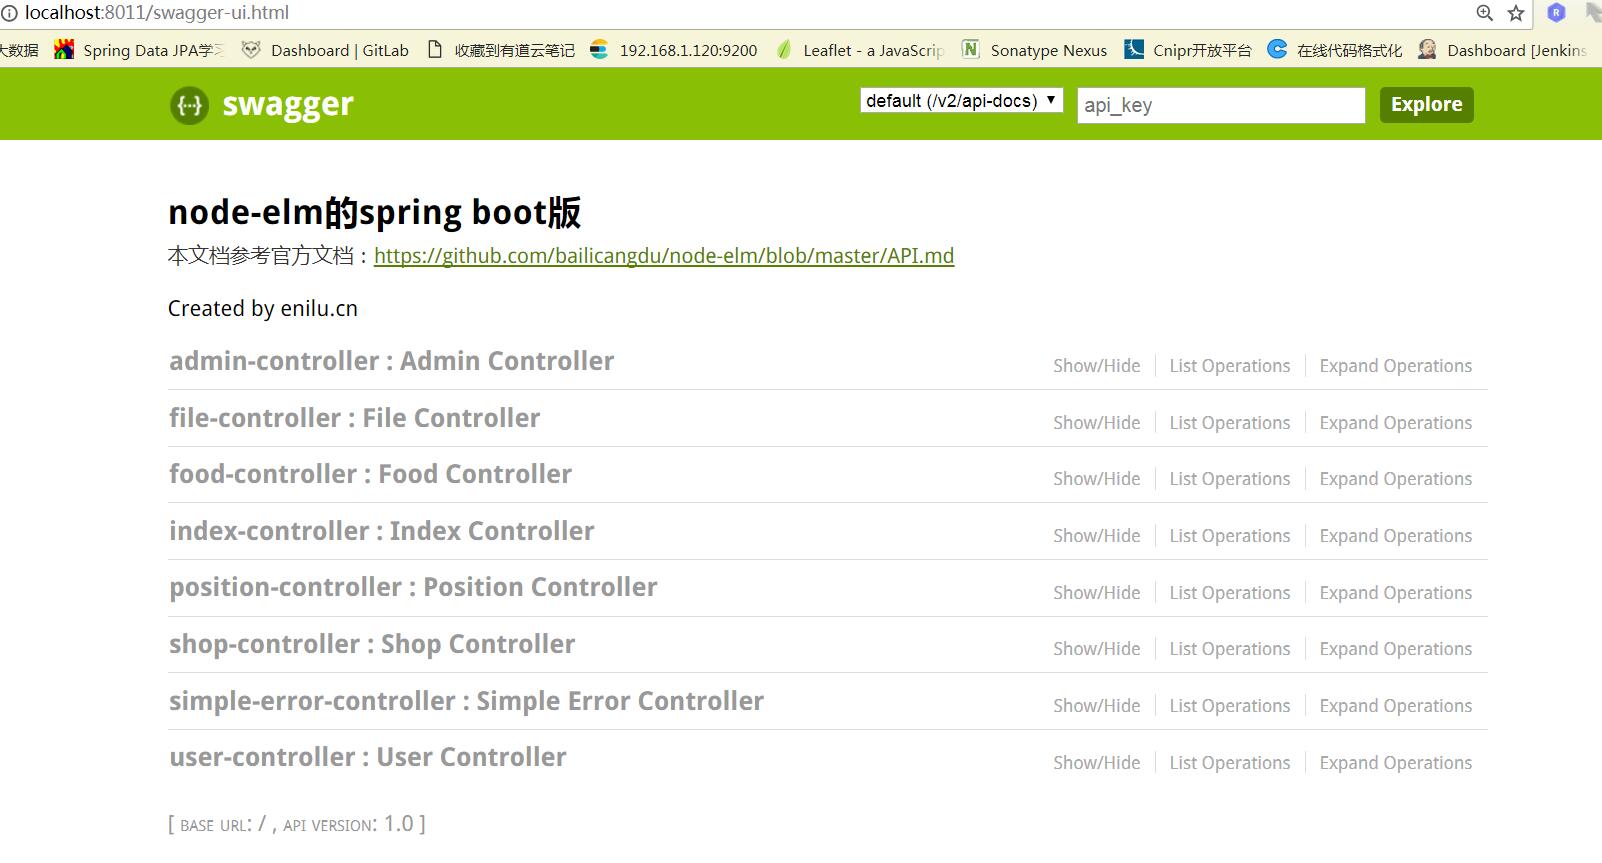 localhost:8011/swagger-ui.html
大数据 Spring Data JPA学习 Dashboard | GitLab 收藏到有道云笔记 192.168.1.120:9200 Leaflet - a JavaScrip Sonatype Nexus Cnipr开放平台 在线代码格式化 Dashboard [Jenkins
swagger default (/v2/api-docs) api_key Explore
node-elm的spring boot版
本文档参考官方文档：https://github.com/bailicangdu/node-elm/blob/master/API.md
Created by enilu.cn
admin-controller : Admin Controller Show/Hide List Operations Expand Operations
file-controller : File Controller Show/Hide List Operations Expand Operations
food-controller : Food Controller Show/Hide List Operations Expand Operations
index-controller : Index Controller Show/Hide List Operations Expand Operations
position-controller : Position Controller Show/Hide List Operations Expand Operations
shop-controller : Shop Controller Show/Hide List Operations Expand Operations
simple-error-controller : Simple Error Controller Show/Hide List Operations Expand Operations
user-controller : User Controller Show/Hide List Operations Expand Operations
[ BASE URL: / , API VERSION: 1.0 ]